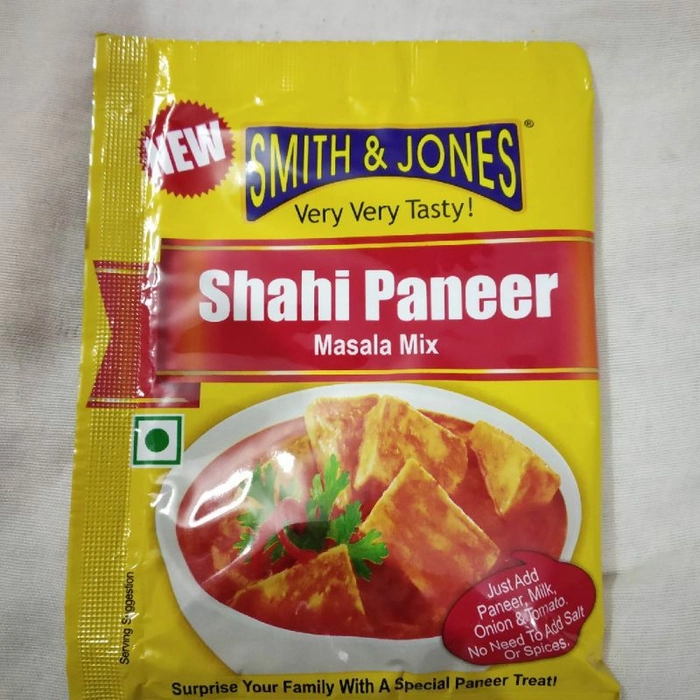 NEW
SMITH & JONES®
Very Very Tasty!
Shahi Paneer
Masala Mix
Just Add
Paneer, Milk,
Onion & Tomato.
No Need To Add Salt
Or Spices.
Serving Suggestion
Surprise Your Family With A Special Paneer Treat!